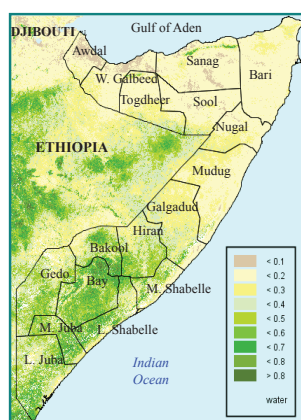 Gulf of Aden
DJIBOUTI
Awdal
Sanag
W. Galbeed
Bari
Togdheer
Sool
Nugal
ETHIOPIA
Mudug
Galgadud
Hiran
Bakool
Gedo
Bay
M. Shabelle
M. Juba
L. Shabelle
L. Juba
Indian
Ocean
< 0.1
< 0.2
< 0.3
< 0.4
< 0.5
< 0.6
< 0.7
< 0.8
> 0.8
water